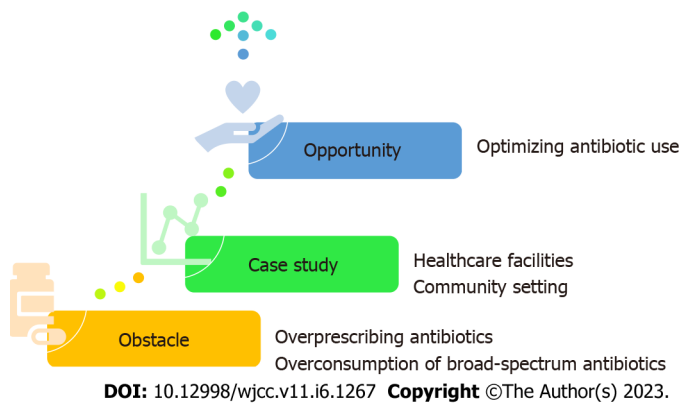 Opportunity
Optimizing antibiotic use
Case study
Healthcare facilities
Community setting
Obstacle
Overprescribing antibiotics
Overconsumption of broad-spectrum antibiotics
DOI: 10.12998/wjcc.v11.i6.1267 Copyright ©The Author(s) 2023.